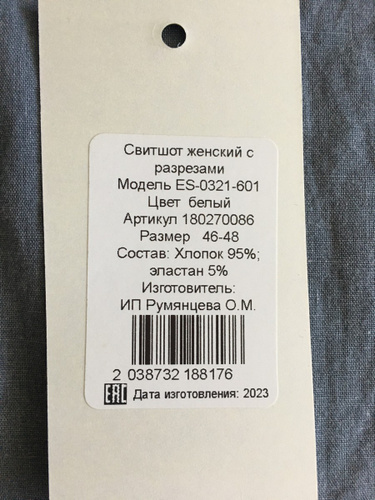 Свитшот женский с
разрезами
Модель ES-0321-601
Цвет белый
Артикул 180270086
Размер 46-48
Состав: Хлопок 95%;
эластан 5%
Изготовитель:
ИП Румянцева О.М.
2 038732 188176
EAC Дата изготовления: 2023